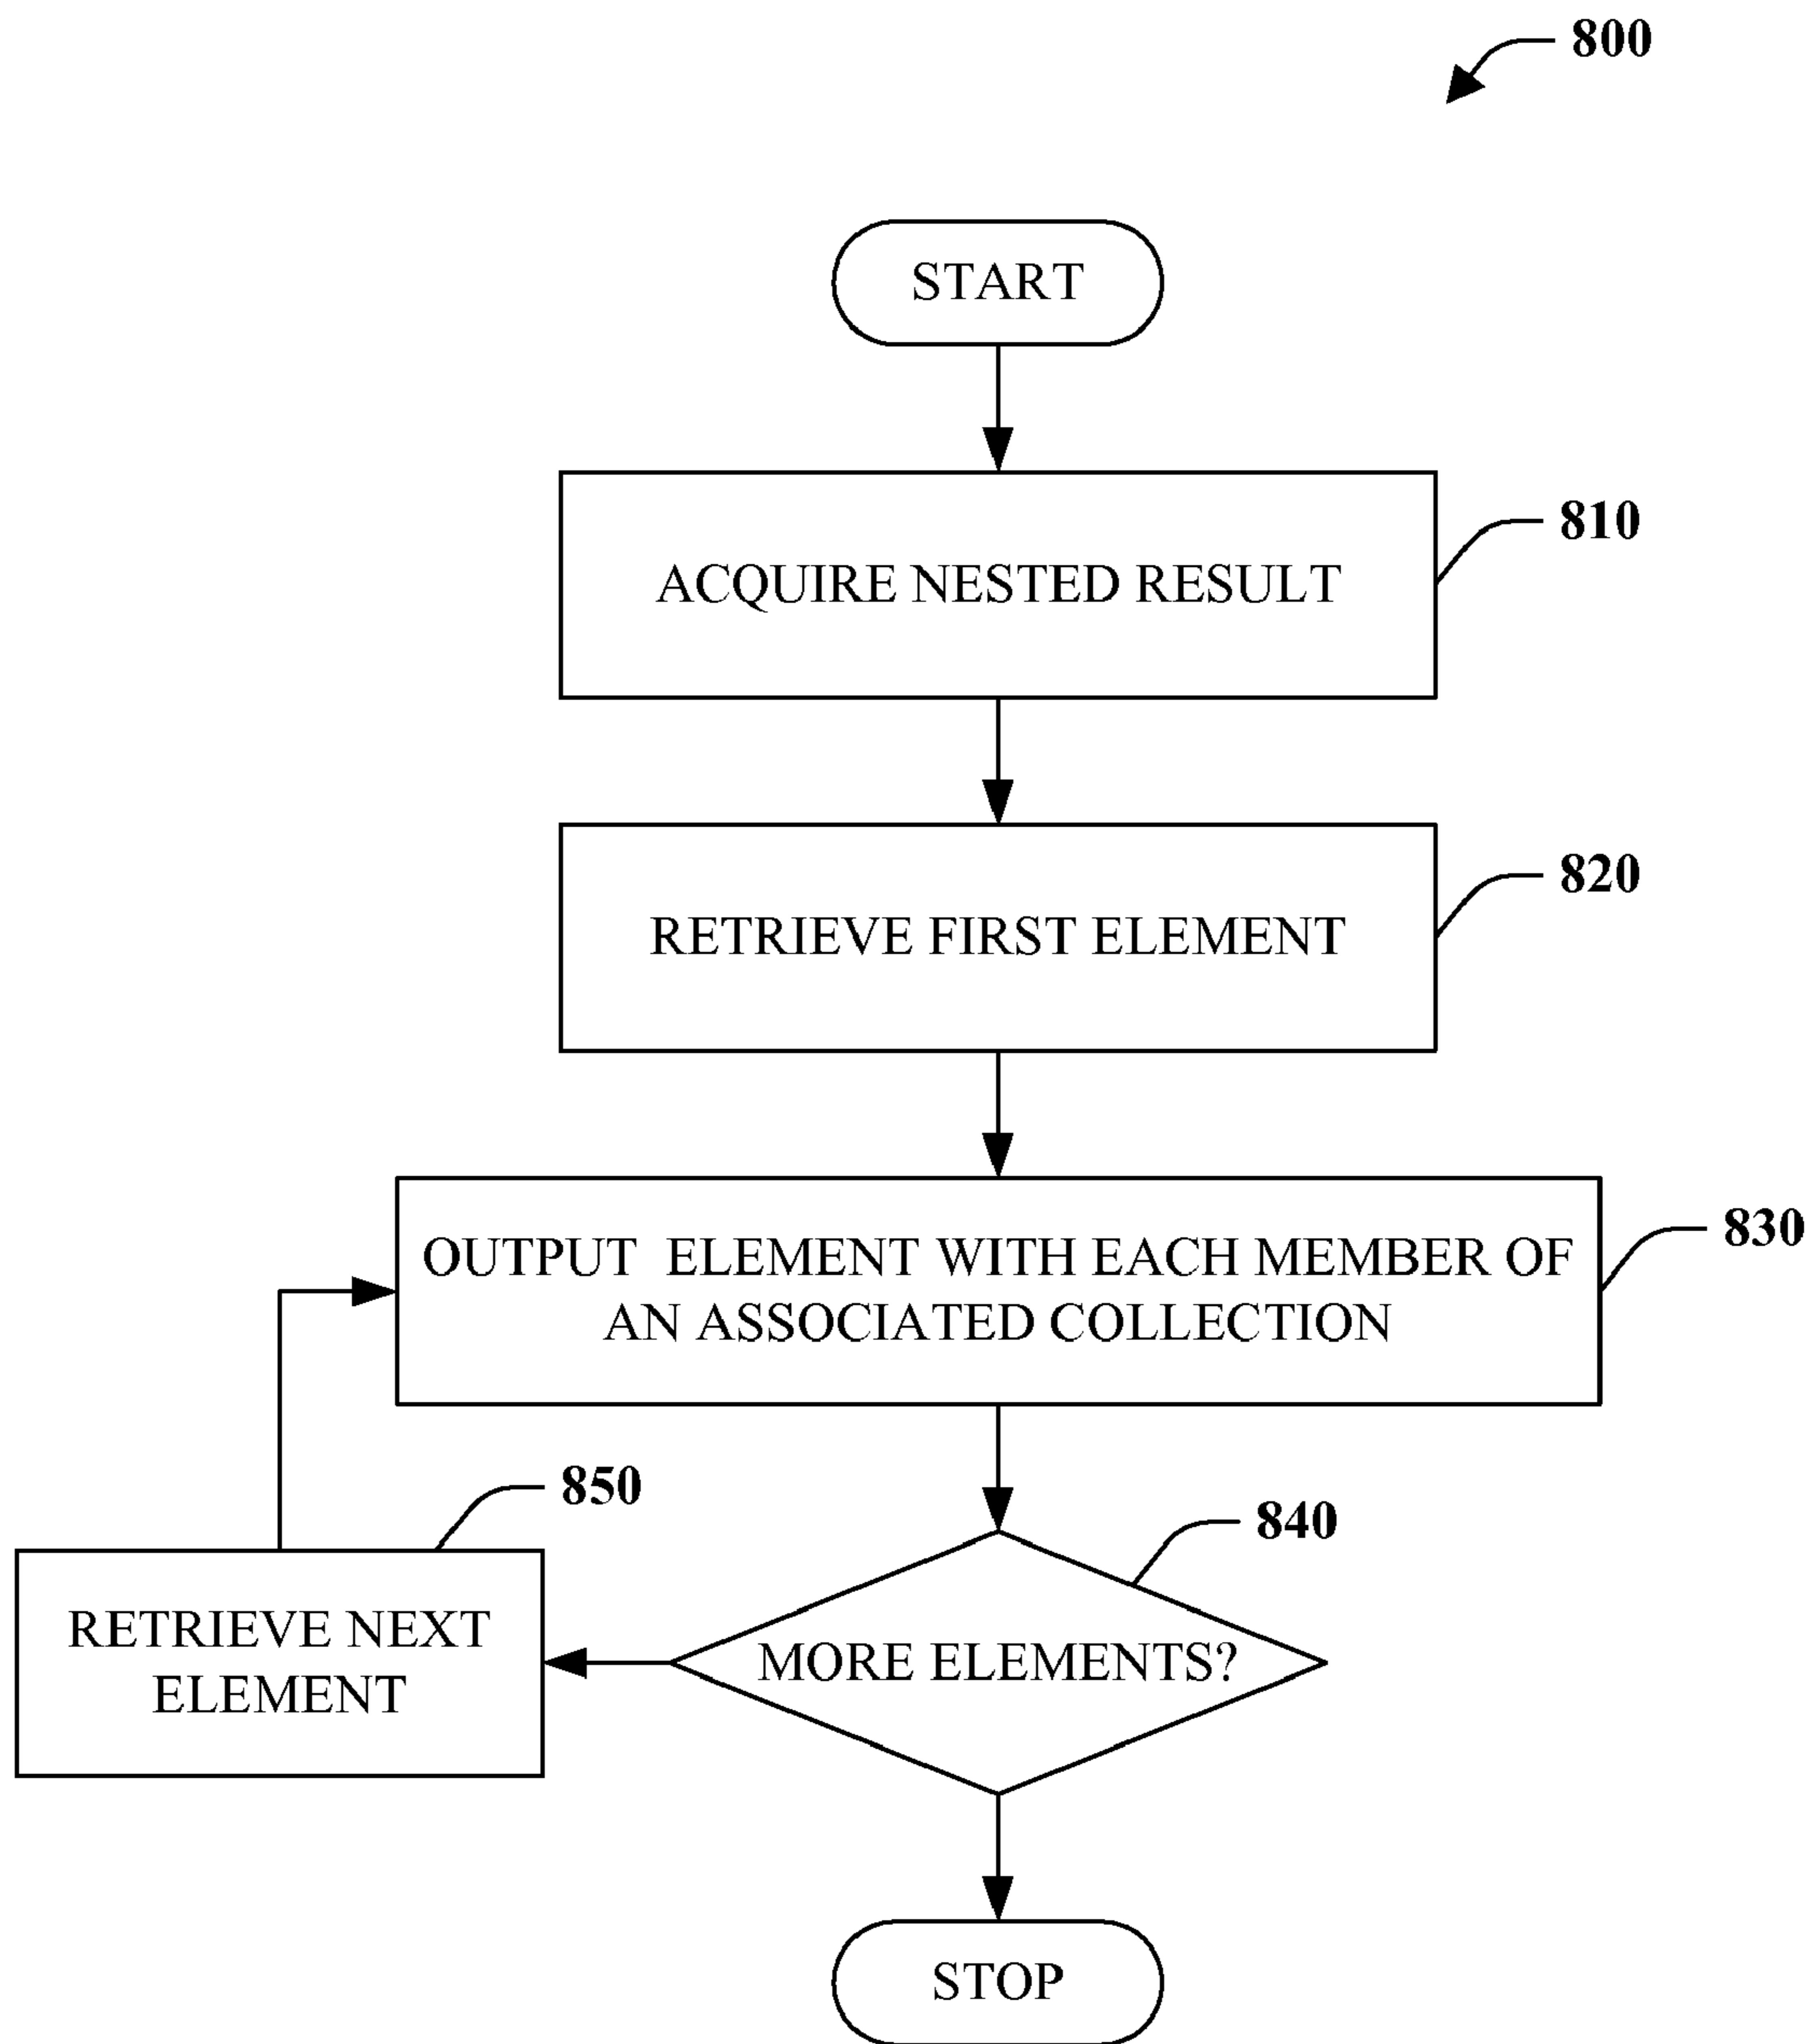 800
START
810
ACQUIRE NESTED RESULT
820
RETRIEVE FIRST ELEMENT
830
OUTPUT ELEMENT WITH EACH MEMBER OF
AN ASSOCIATED COLLECTION
850
840
RETRIEVE NEXT
ELEMENT
MORE ELEMENTS?
STOP